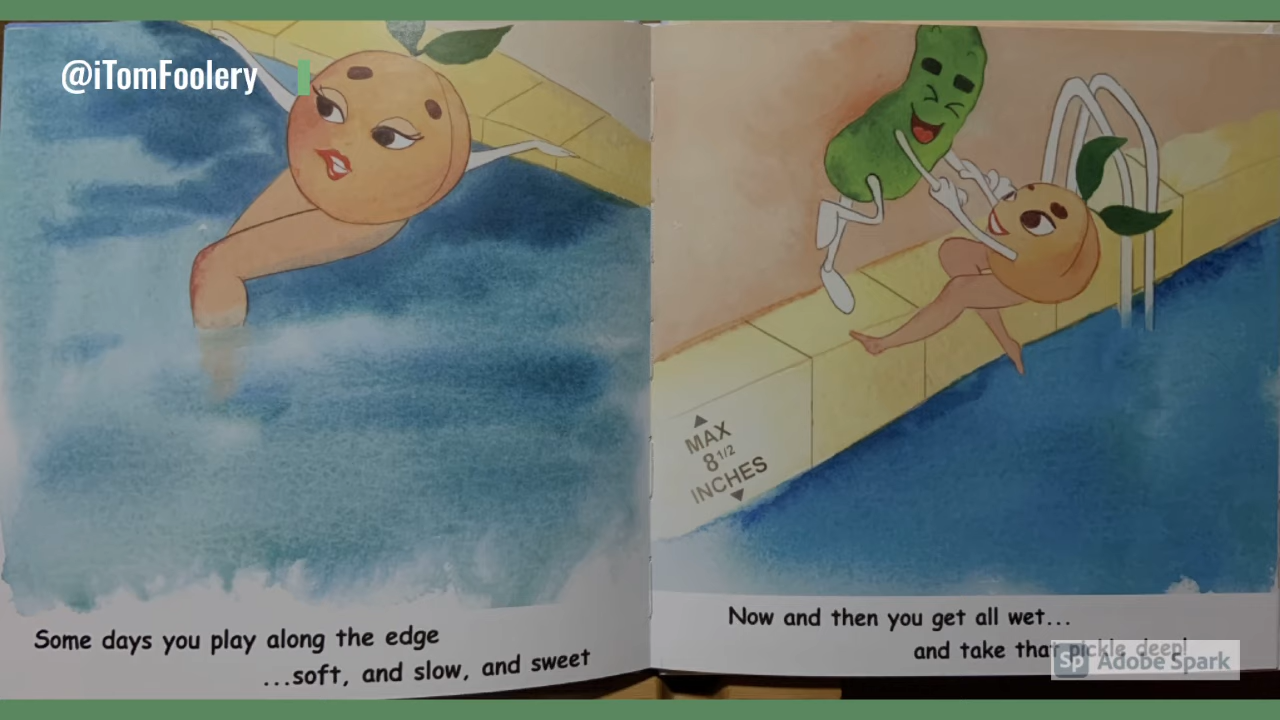 @iTomFoolery
MAX
8 1/2
INCHES
Some days you play along the edge
...soft, and slow, and sweet
Now and then you get all wet...
and take that pickle deep!
Sp Adobe Spark